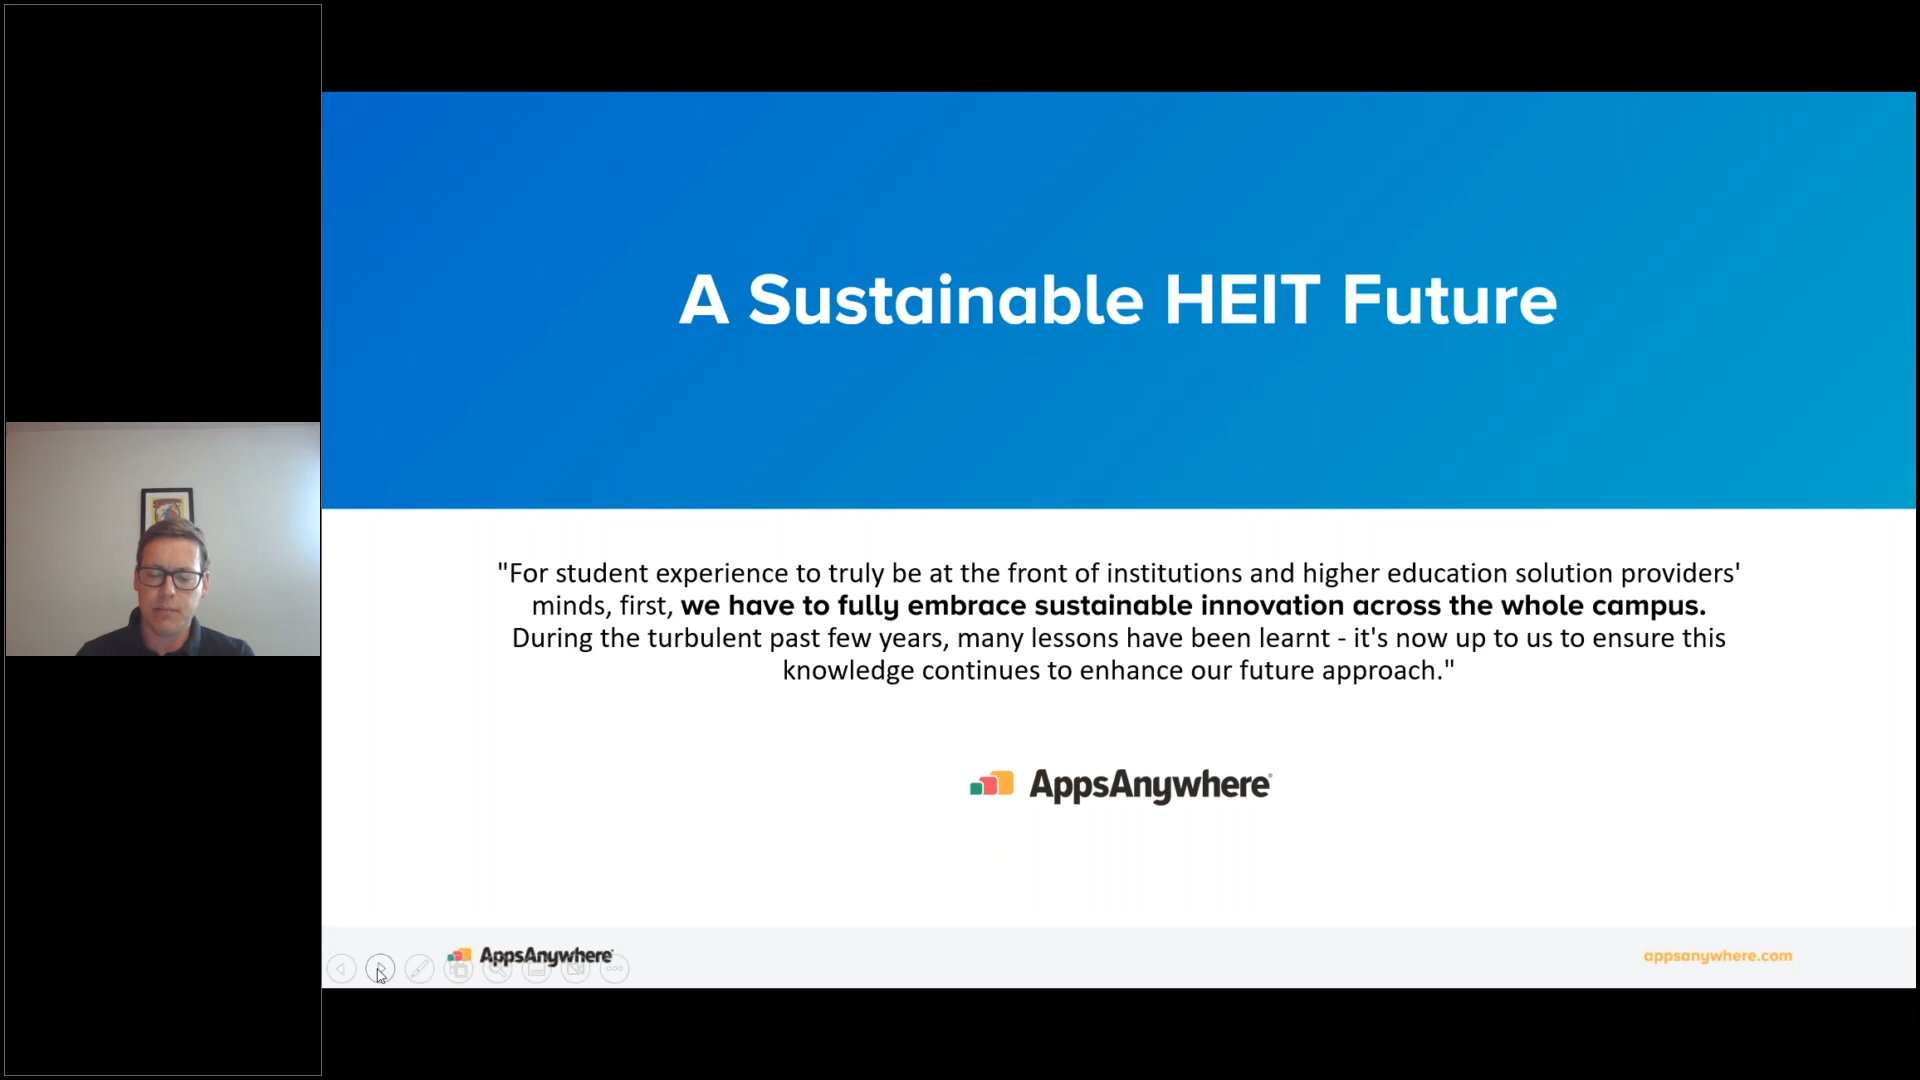 A Sustainable HEIT Future
"For student experience to truly be at the front of institutions and higher education solution providers'
minds, first, we have to fully embrace sustainable innovation across the whole campus.
During the turbulent past few years, many lessons have been learnt - it's now up to us to ensure this
knowledge continues to enhance our future approach."
AppsAnywhere
AppsAnywhere
appsanywhere.com